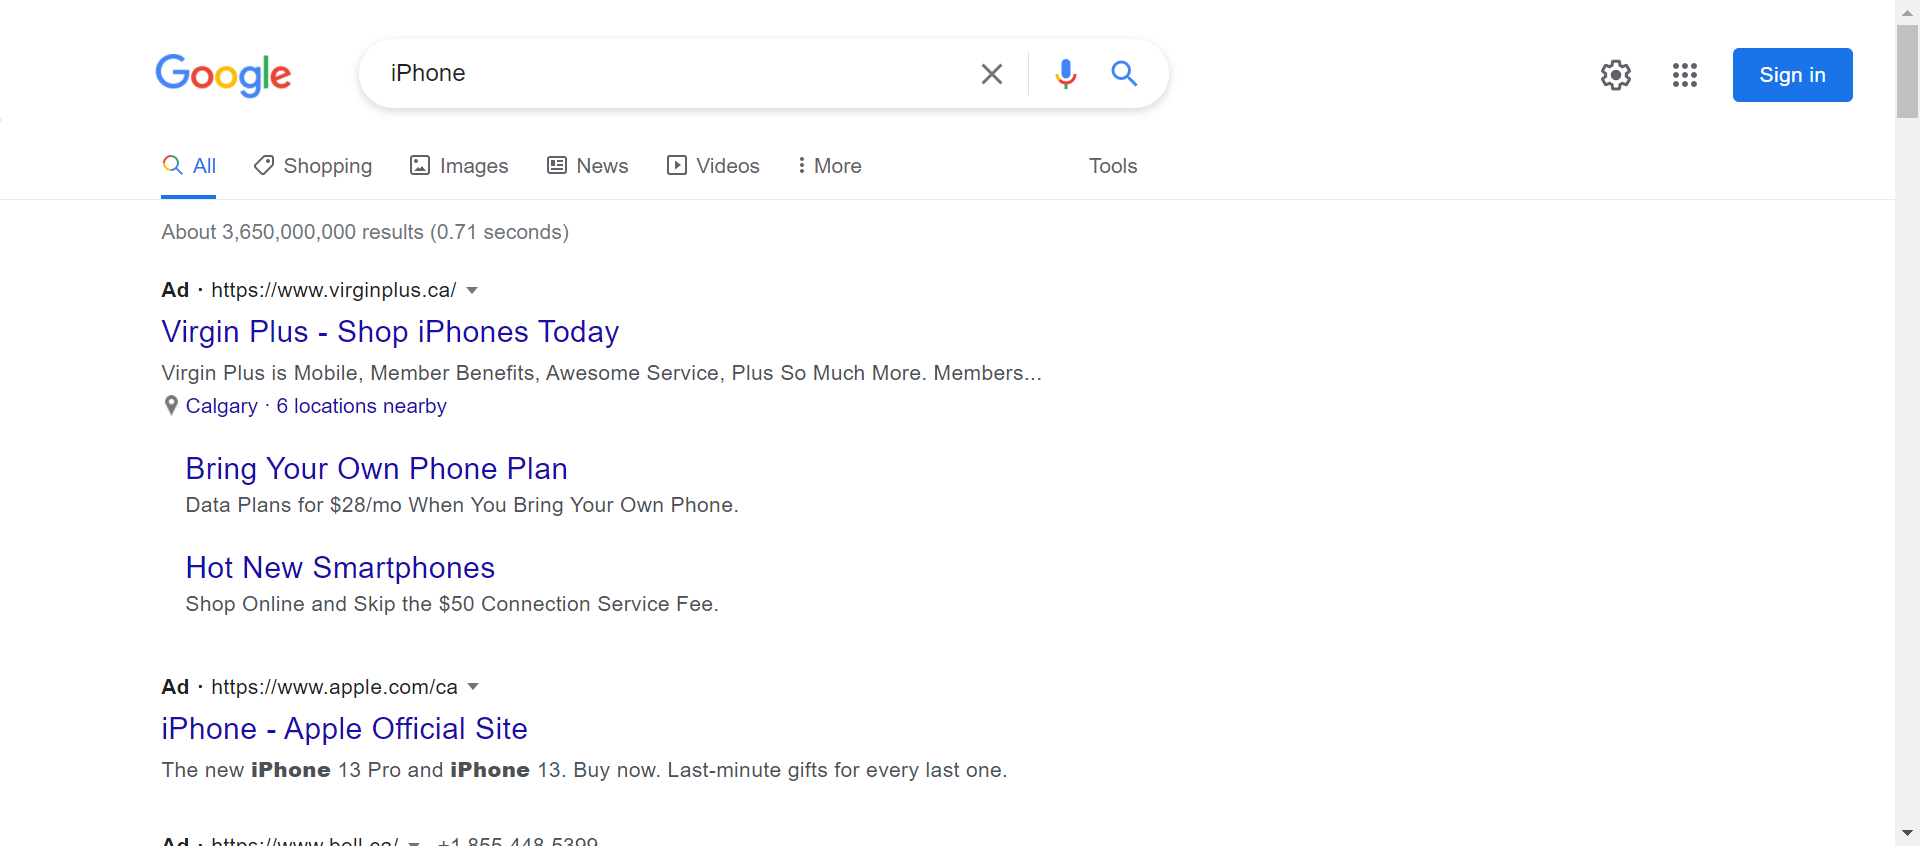 Google
iPhone
Sign in
All Shopping Images News Videos More Tools
About 3,650,000,000 results (0.71 seconds)
Ad · https://www.virginplus.ca/
Virgin Plus - Shop iPhones Today
Virgin Plus is Mobile, Member Benefits, Awesome Service, Plus So Much More. Members...
Calgary · 6 locations nearby
Bring Your Own Phone Plan
Data Plans for $28/mo When You Bring Your Own Phone.
Hot New Smartphones
Shop Online and Skip the $50 Connection Service Fee.
Ad · https://www.apple.com/ca
iPhone - Apple Official Site
The new iPhone 13 Pro and iPhone 13. Buy now. Last-minute gifts for every last one.
Ad · https://www.bell.ca/ +1 855-448-5399